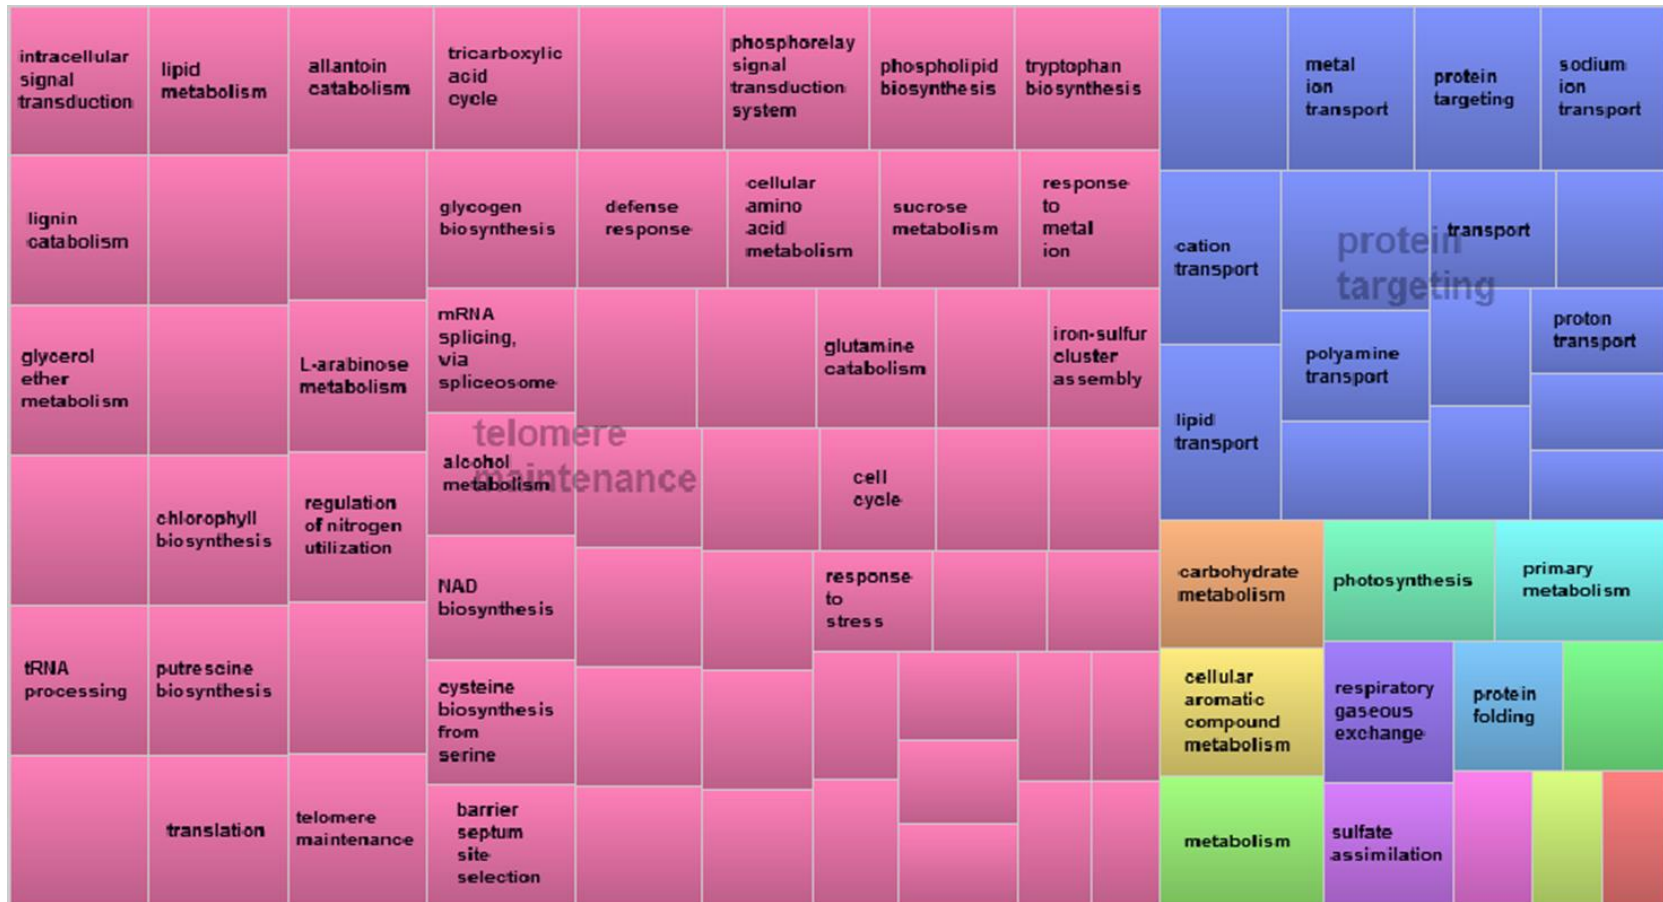 intracellular
signal
transduction
lipid
metabolism
allantoin
catabolism
tricarboxylic
acid
cycle
phosphorelay
signal
transduction
system
phospholipid
biosynthesis
tryptophan
biosynthesis
metal
ion
transport
protein
targeting
sodium
ion
transport
lignin
catabolism
glycogen
biosynthesis
defense
response
cellular
amino
acid
metabolism
sucrose
metabolism
response
to
metal
ion
cation
transport
protein
targeting
transport
glycerol
ether
metabolism
L-arabinose
metabolism
mRNA
splicing,
via
spliceosome
glutamine
catabolism
iron-sulfur
cluster
assembly
polyamine
transport
proton
transport
telomere
maintenance
alcohol
metabolism
cell
cycle
lipid
transport
chlorophyll
biosynthesis
regulation
of nitrogen
utilization
NAD
biosynthesis
response
to
stress
carbohydrate
metabolism
photosynthesis
primary
metabolism
tRNA
processing
putrescine
biosynthesis
cysteine
biosynthesis
from
serine
cellular
aromatic
compound
metabolism
respiratory
gaseous
exchange
protein
folding
translation
telomere
maintenance
barrier
septum
site
selection
metabolism
sulfate
assimilation